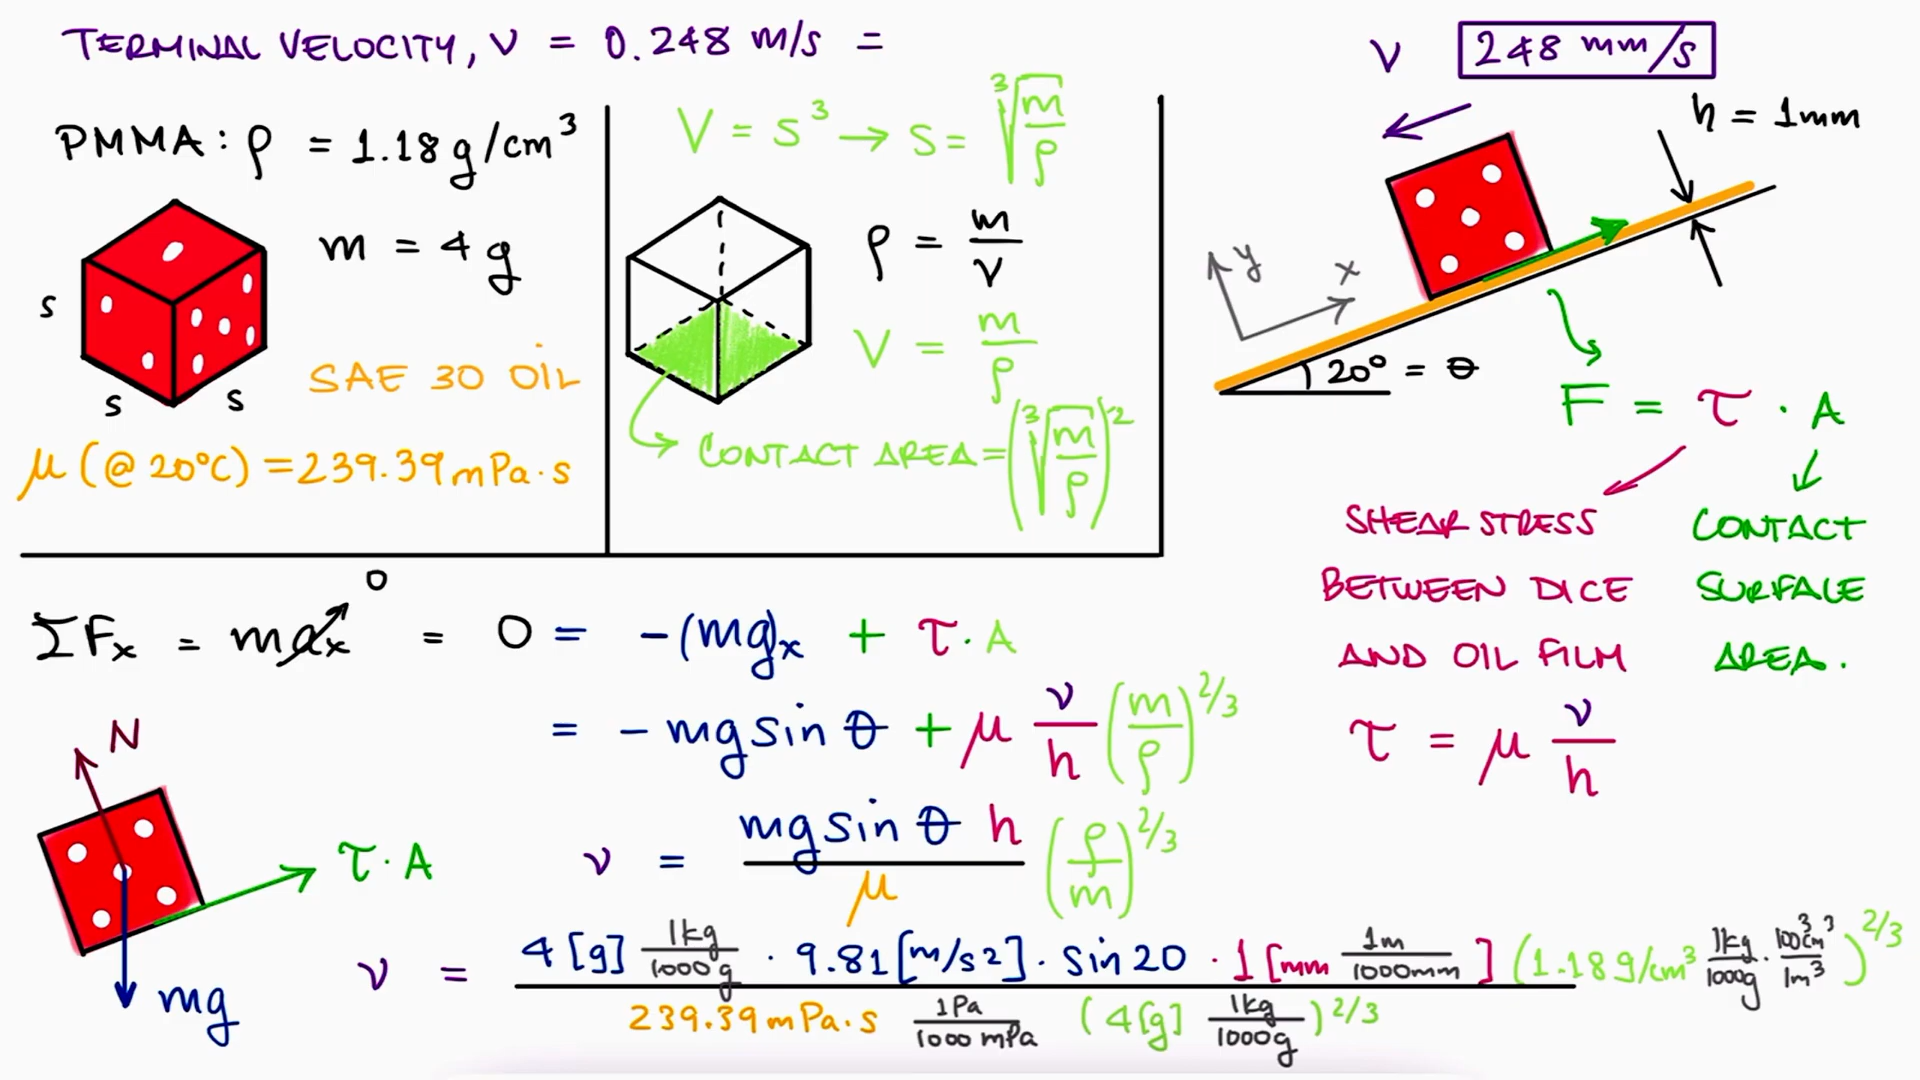 TERMINAL VELOCITY, v = 0.248 m/s =
v 248 mm/s
PMMA: ρ = 1.18 g/cm³
m = 4 g
s
s
s
SAE 30 OIL
μ (@ 20°C) = 239.39 mPa·s
V = s³ → s = ∛(m/ρ)
ρ = m/V
V = m/ρ
CONTACT AREA = (∛(m/ρ))²
h = 1mm
y
x
20° = θ
F = τ · A
SHEAR STRESS
BETWEEN DICE
AND OIL FILM
CONTACT
SURFACE
AREA.
τ = μ v/h
ΣFx = max 0 = 0 = -(mg)x + τ·A
= - mg sin θ + μ v/h (m/ρ)^2/3
N
τ·A
mg
v = mg sin θ h / μ (ρ/m)^2/3
v = 4 [g] 1kg/1000g · 9.81 [m/s²] · sin 20 · 1 [mm 1m/1000mm] (1.18 g/cm³ 1kg/1000g · 100³cm³/1m³)^2/3
239.39 mPa·s 1Pa/1000 mPa (4[g] 1kg/1000g)^2/3